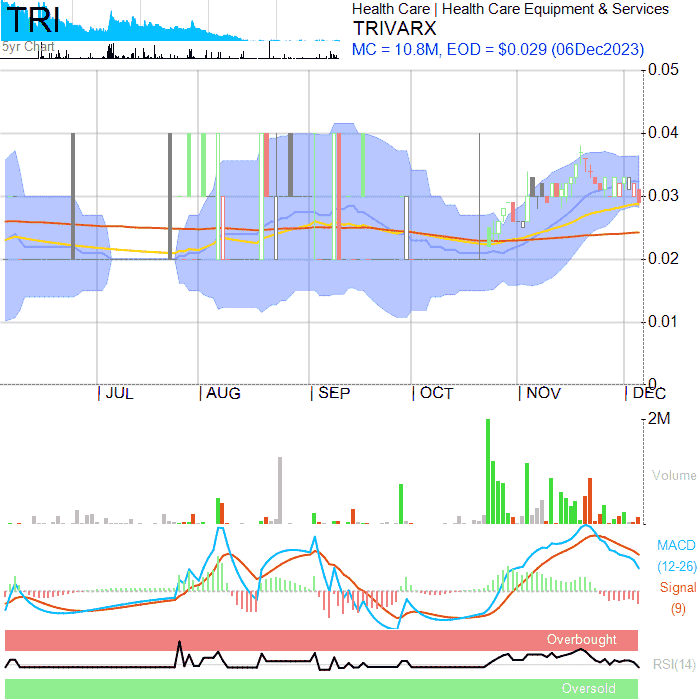 TRI
Health Care | Health Care Equipment & Services
TRIVARX
MC = 10.8M, EOD = $0.029 (06Dec2023)
5yr Chart
0.05
0.04
0.03
0.02
0.01
0
JUL
AUG
SEP
OCT
NOV
DEC
2M
Volume
MACD
(12-26)
Signal
(9)
Overbought
RSI(14)
Oversold